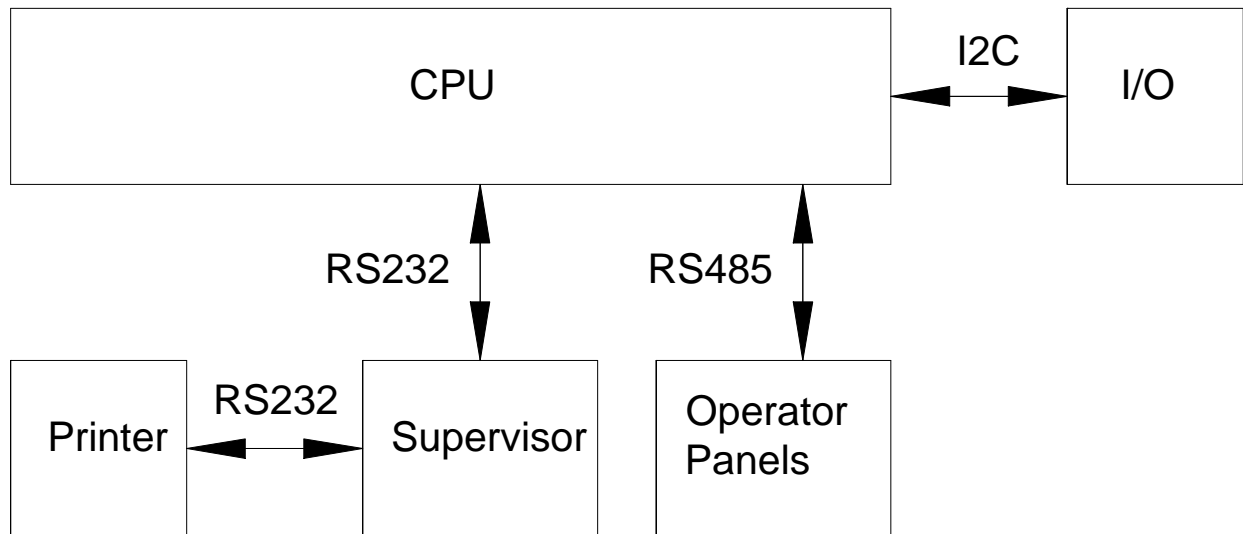 CPU
I2C
I/O
RS232
RS485
Printer
RS232
Supervisor
Operator
Panels